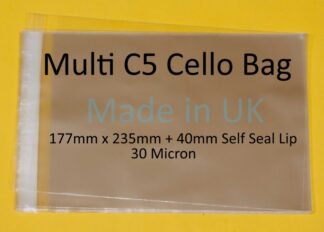 Multi C5 Cello Bag
Made in UK
177mm x 235mm + 40mm Self Seal Lip
30 Micron